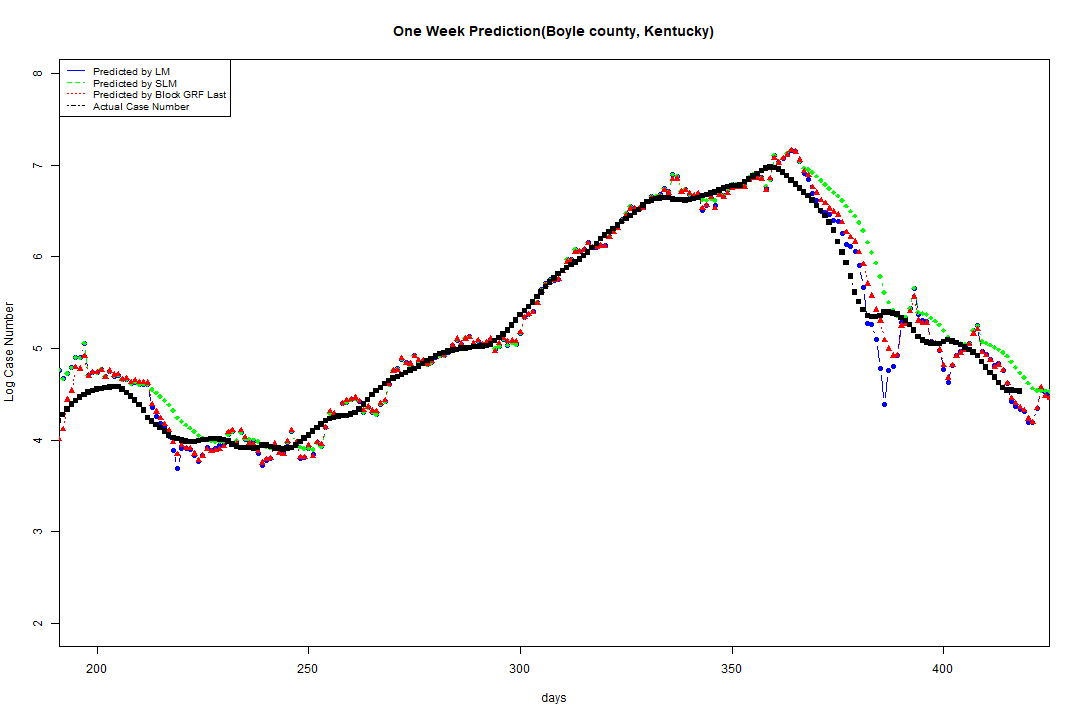 One Week Prediction(Boyle county, Kentucky)
Predicted by LM
Predicted by SLM
Predicted by Block GRF Last
Actual Case Number
8
7
6
5
4
3
2
Log Case Number
200 250 300 350 400
days